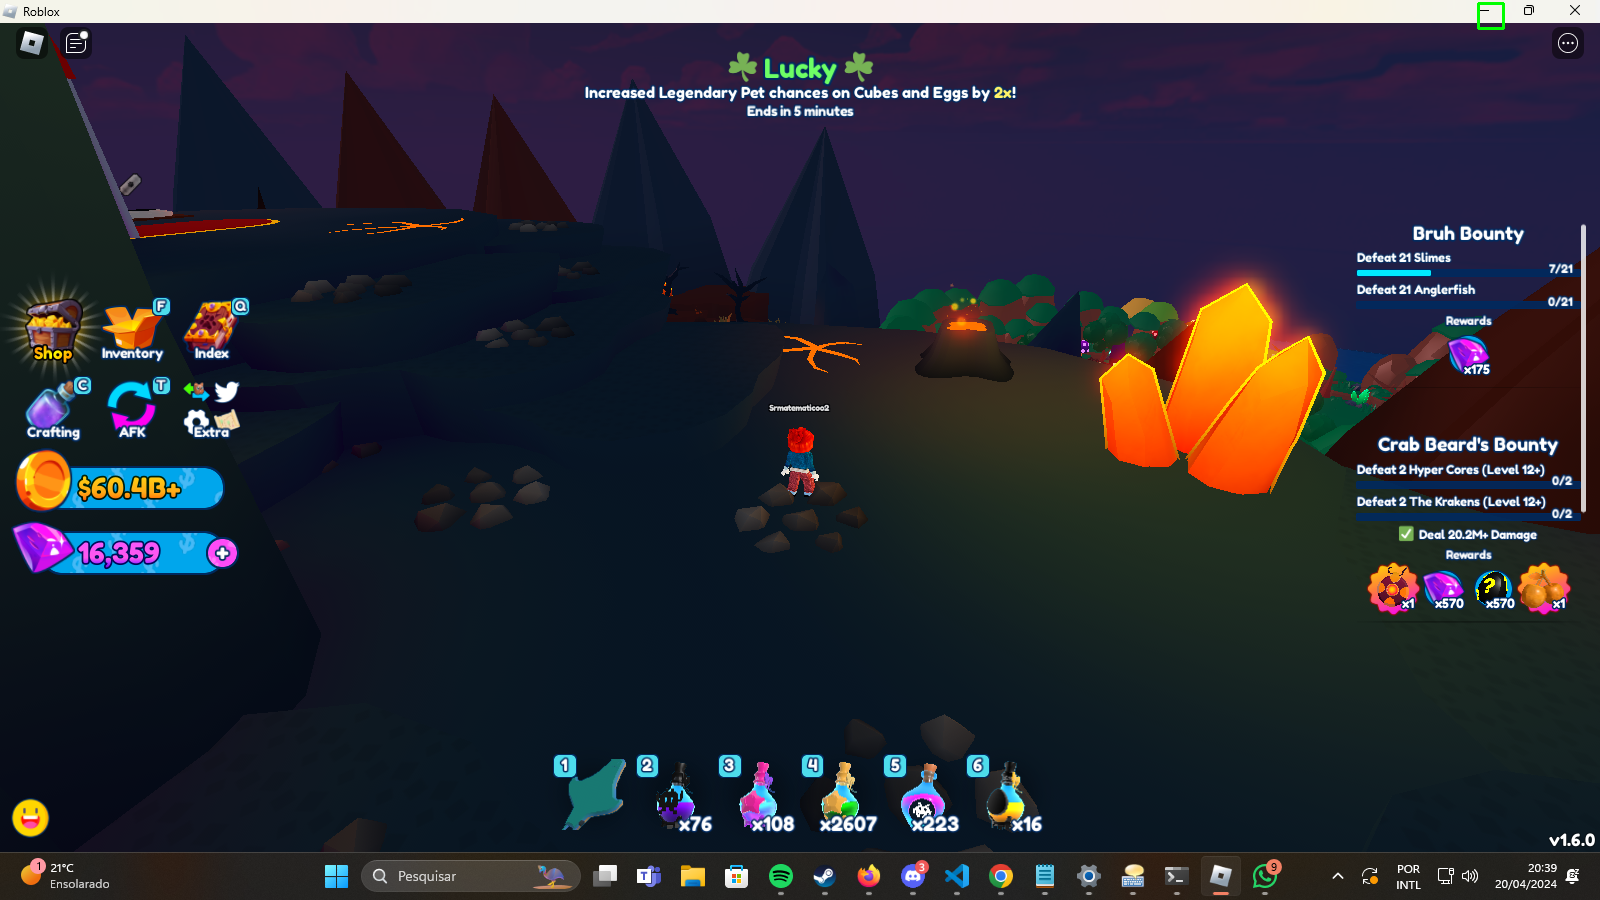 Roblox
Lucky
Increased Legendary Pet chances on Cubes and Eggs by 2x!
Ends in 5 minutes
Bruh Bounty
Defeat 21 Slimes
7/21
Defeat 21 Anglerfish
0/21
Rewards
x175
Crab Beard's Bounty
Defeat 2 Hyper Cores (Level 12+)
0/2
Defeat 2 The Krakens (Level 12+)
0/2
Deal 20.2M+ Damage
Rewards
x1
x570
?
x570
x1
F
Q
Shop
Inventory
Index
C
T
Crafting
AFK
Extra
$60.4B+
16,359
+
Srmatematicoo2
1
2
3
4
5
6
x76
x108
x2607
x223
x16
v1.6.0
1
21°C
Ensolarado
Pesquisar
3
9
POR
INTL
20:39
20/04/2024